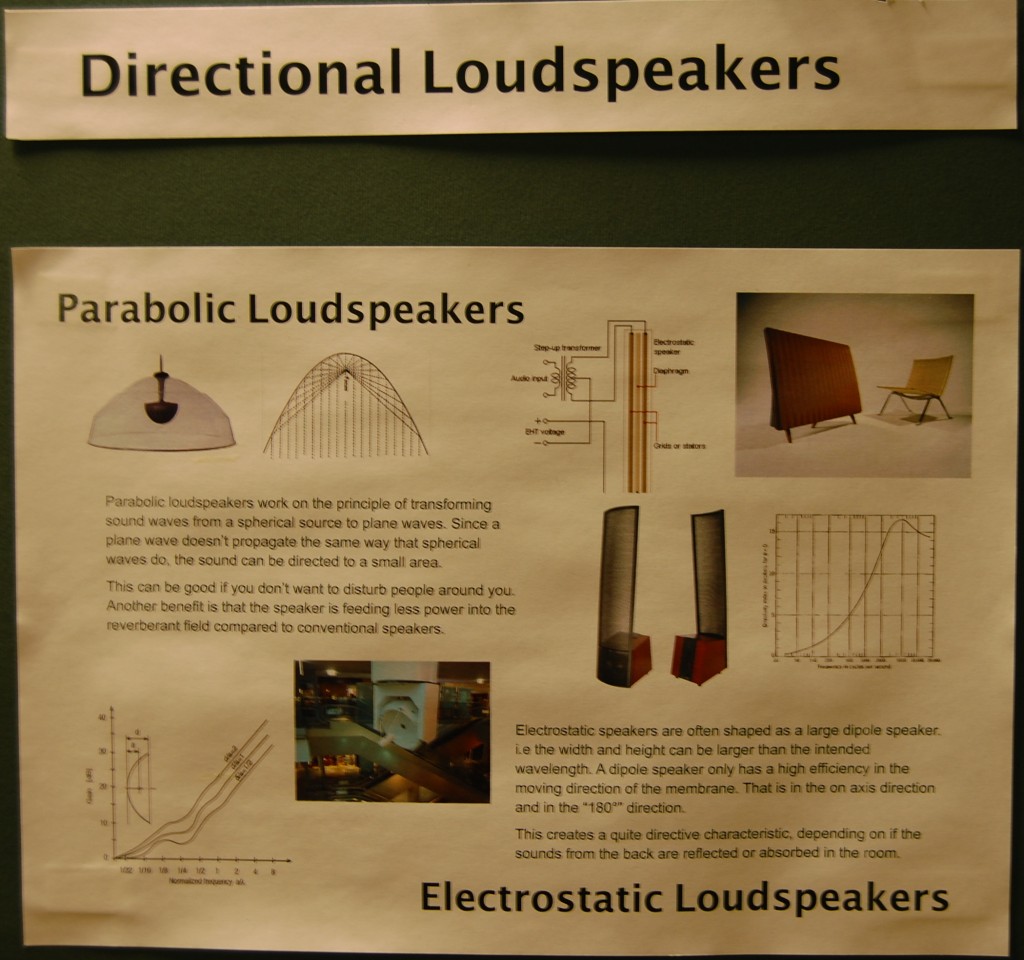 Directional Loudspeakers
Parabolic Loudspeakers
Step-up transformer
Electrostatic
speaker
Audio input
Diaphragm
+
EHT voltage
−
Grids or stators
Parabolic loudspeakers work on the principle of transforming
sound waves from a spherical source to plane waves. Since a
plane wave doesn't propagate the same way that spherical
waves do, the sound can be directed to a small area.
This can be good if you don't want to disturb people around you.
Another benefit is that the speaker is feeding less power into the
reverberant field compared to conventional speakers.
40
30
20
10
0
1/32 1/16 1/8 1/4 1/2 1 2 4 8
Normalized frequency
Electrostatic speakers are often shaped as a large dipole speaker.
i.e the width and height can be larger than the intended
wavelength. A dipole speaker only has a high efficiency in the
moving direction of the membrane. That is in the on axis direction
and in the "180°" direction.
This creates a quite directive characteristic, depending on if the
sounds from the back are reflected or absorbed in the room.
Electrostatic Loudspeakers